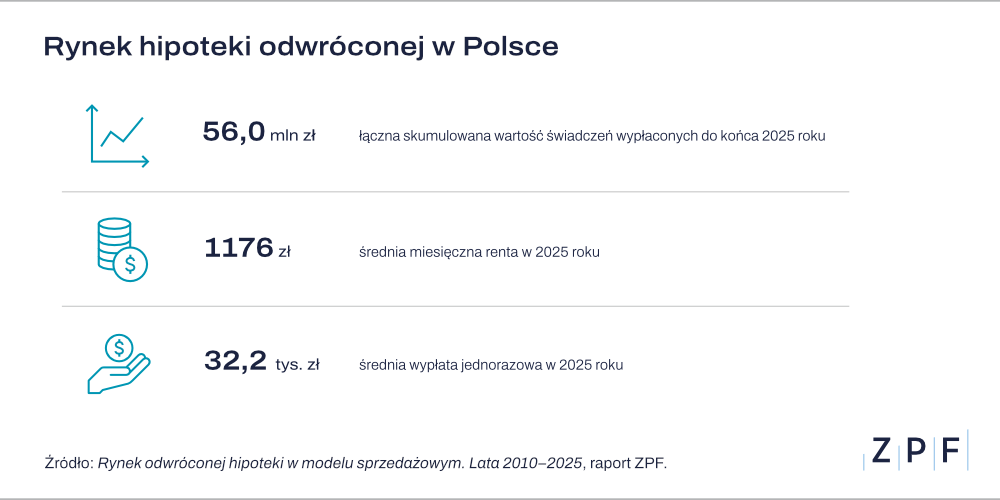 Rynek hipoteki odwróconej w Polsce
56,0 mln zł łączna skumulowana wartość świadczeń wypłaconych do końca 2025 roku
$
1176 zł średnia miesięczna renta w 2025 roku
$
32,2 tys. zł średnia wypłata jednorazowa w 2025 roku
Źródło: Rynek odwróconej hipoteki w modelu sprzedażowym. Lata 2010–2025, raport ZPF.
ZPF